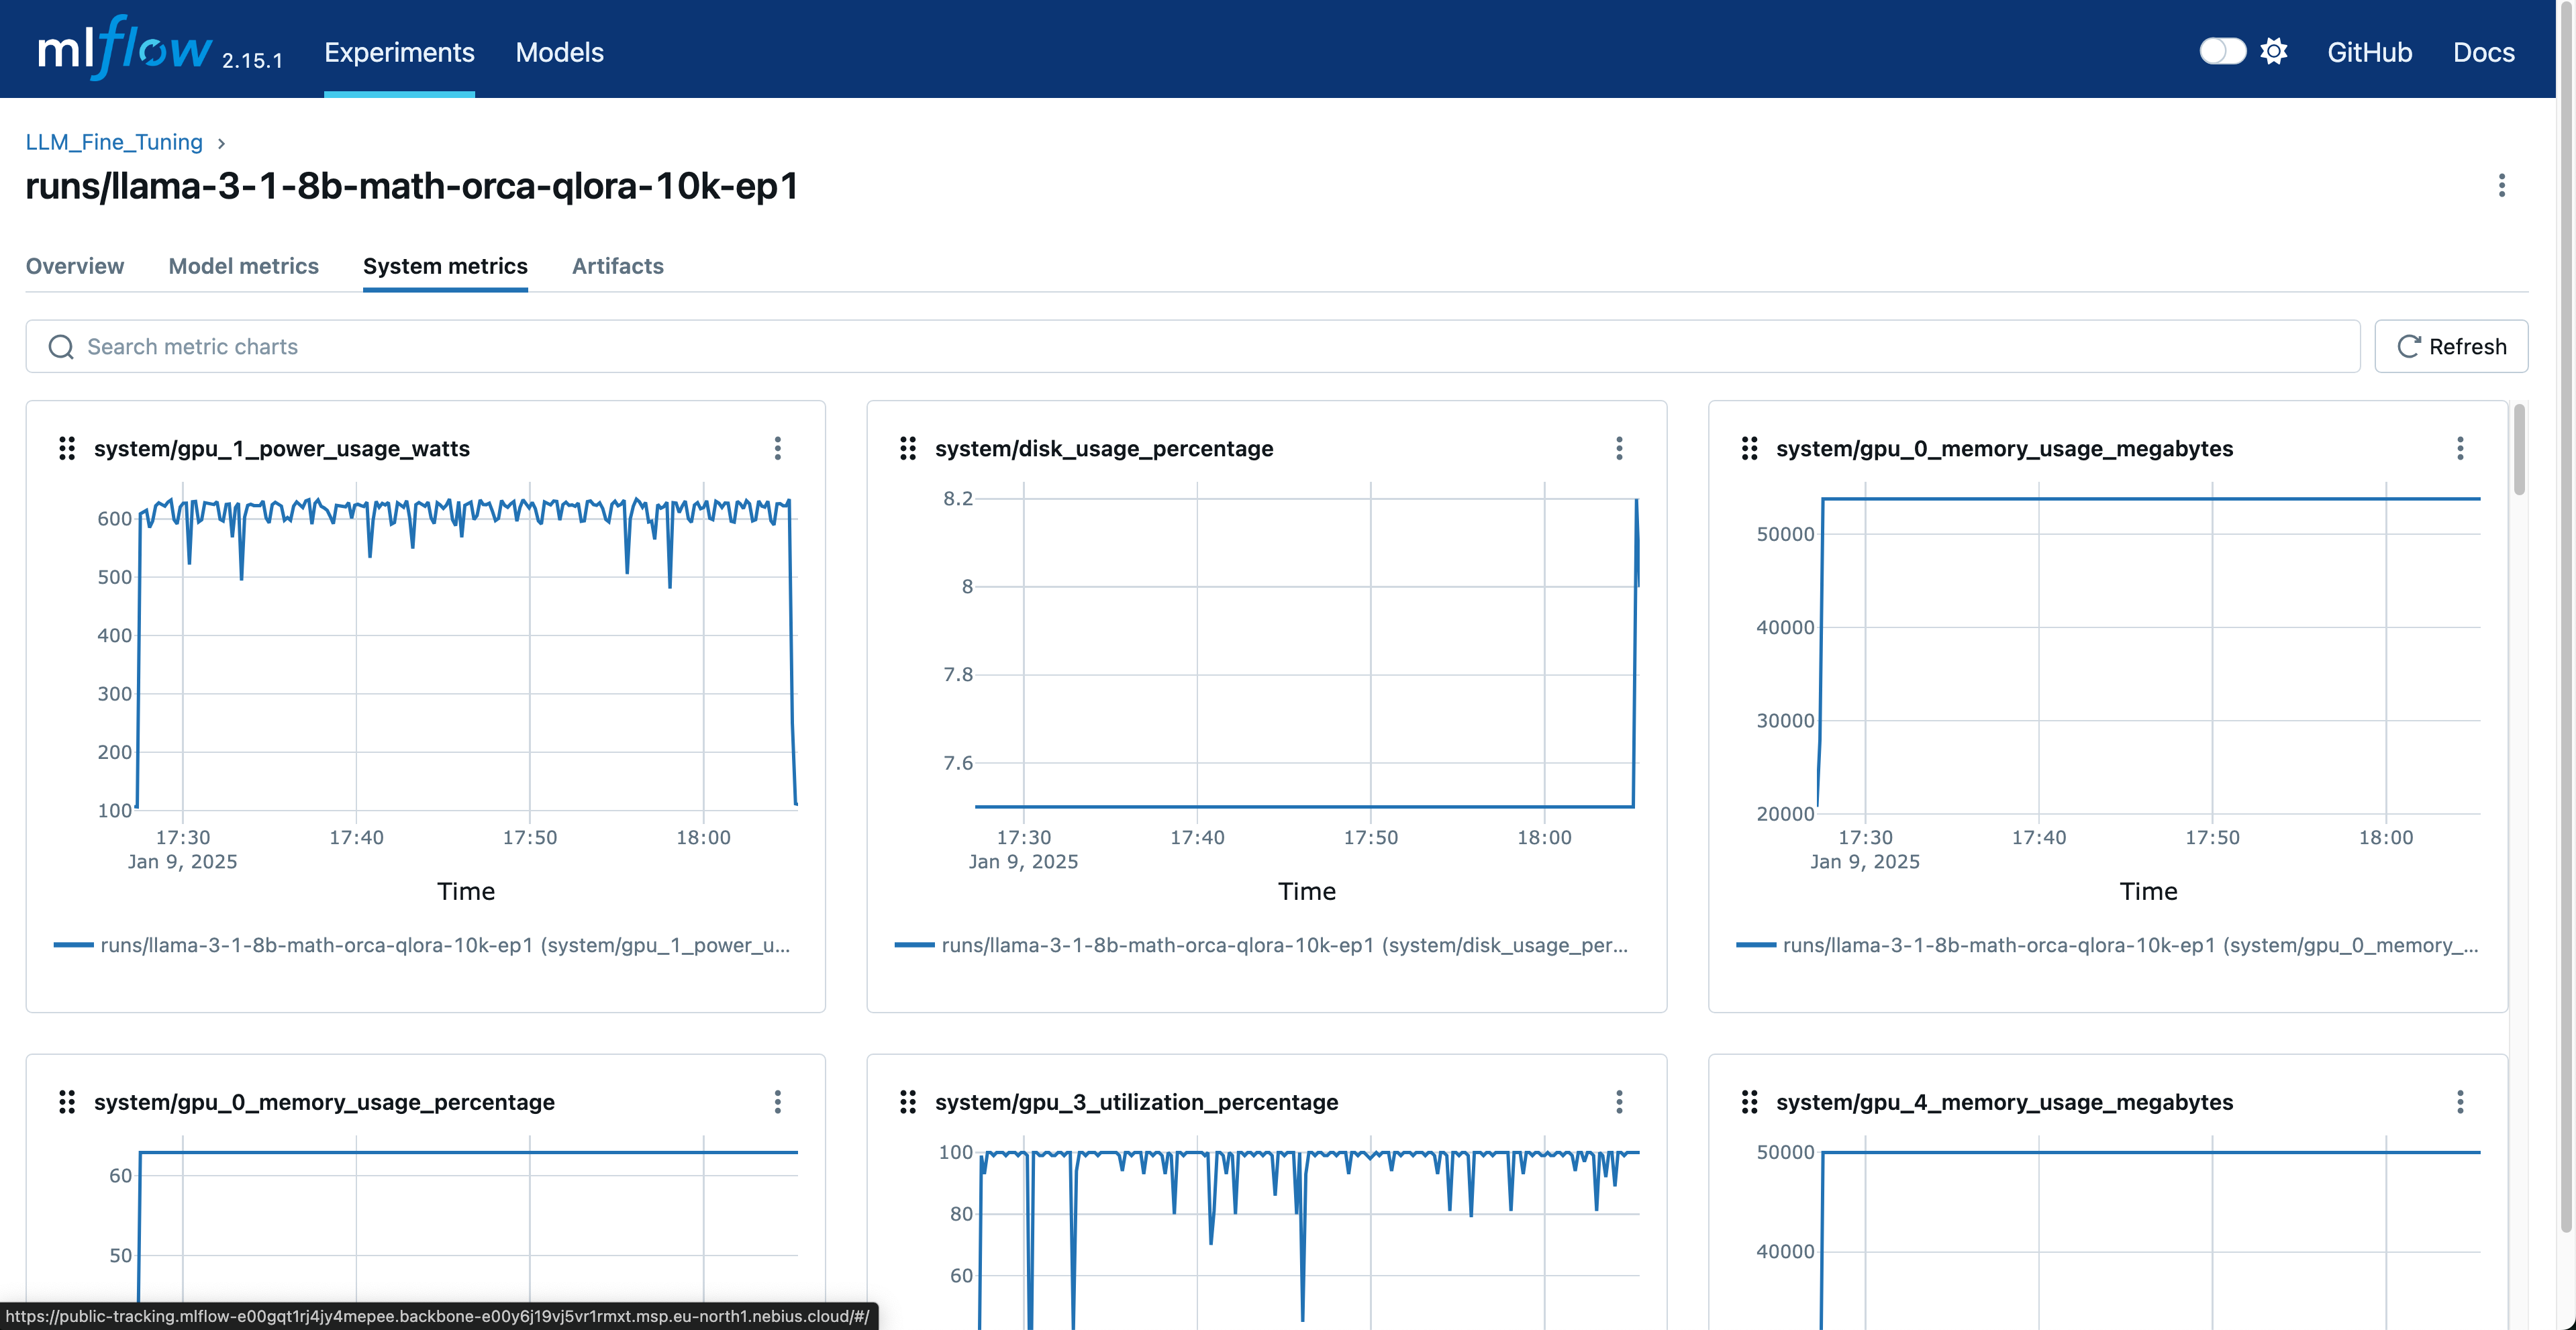 mlflow 2.15.1 Experiments Models GitHub Docs
LLM_Fine_Tuning ›
runs/llama-3-1-8b-math-orca-qlora-10k-ep1
Overview Model metrics System metrics Artifacts
Search metric charts Refresh
system/gpu_1_power_usage_watts
600
500
400
300
200
100
17:30 17:40 17:50 18:00
Jan 9, 2025
Time
runs/llama-3-1-8b-math-orca-qlora-10k-ep1 (system/gpu_1_power_u...
system/disk_usage_percentage
8.2
8
7.8
7.6
17:30 17:40 17:50 18:00
Jan 9, 2025
Time
runs/llama-3-1-8b-math-orca-qlora-10k-ep1 (system/disk_usage_per...
system/gpu_0_memory_usage_megabytes
50000
40000
30000
20000
17:30 17:40 17:50 18:00
Jan 9, 2025
Time
runs/llama-3-1-8b-math-orca-qlora-10k-ep1 (system/gpu_0_memory_...
system/gpu_0_memory_usage_percentage
60
50
system/gpu_3_utilization_percentage
100
80
60
system/gpu_4_memory_usage_megabytes
50000
40000
https://public-tracking.mlflow-e00gqt1rj4jy4mepee.backbone-e00y6j19vj5vr1rmxt.msp.eu-north1.nebius.cloud/#/